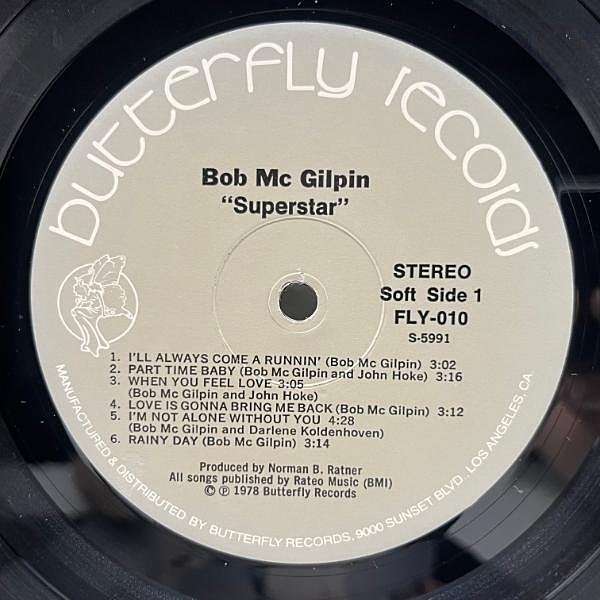 butterfly records
Bob Mc Gilpin
"Superstar"
STEREO
Soft Side 1
FLY-010
S-5991
1. I'LL ALWAYS COME A RUNNIN' (Bob Mc Gilpin) 3:02
2. PART TIME BABY (Bob Mc Gilpin and John Hoke) 3:16
3. WHEN YOU FEEL LOVE 3:05
(Bob Mc Gilpin and John Hoke)
4. LOVE IS GONNA BRING ME BACK (Bob Mc Gilpin) 3:12
5. I'M NOT ALONE WITHOUT YOU 4:28
(Bob Mc Gilpin and Darlene Koldenhoven)
6. RAINY DAY (Bob Mc Gilpin) 3:14
Produced by Norman B. Ratner
All songs published by Rateo Music (BMI)
© ℗ 1978 Butterfly Records
MANUFACTURED & DISTRIBUTED BY BUTTERFLY RECORDS, 9000 SUNSET BLVD., LOS ANGELES, CA.